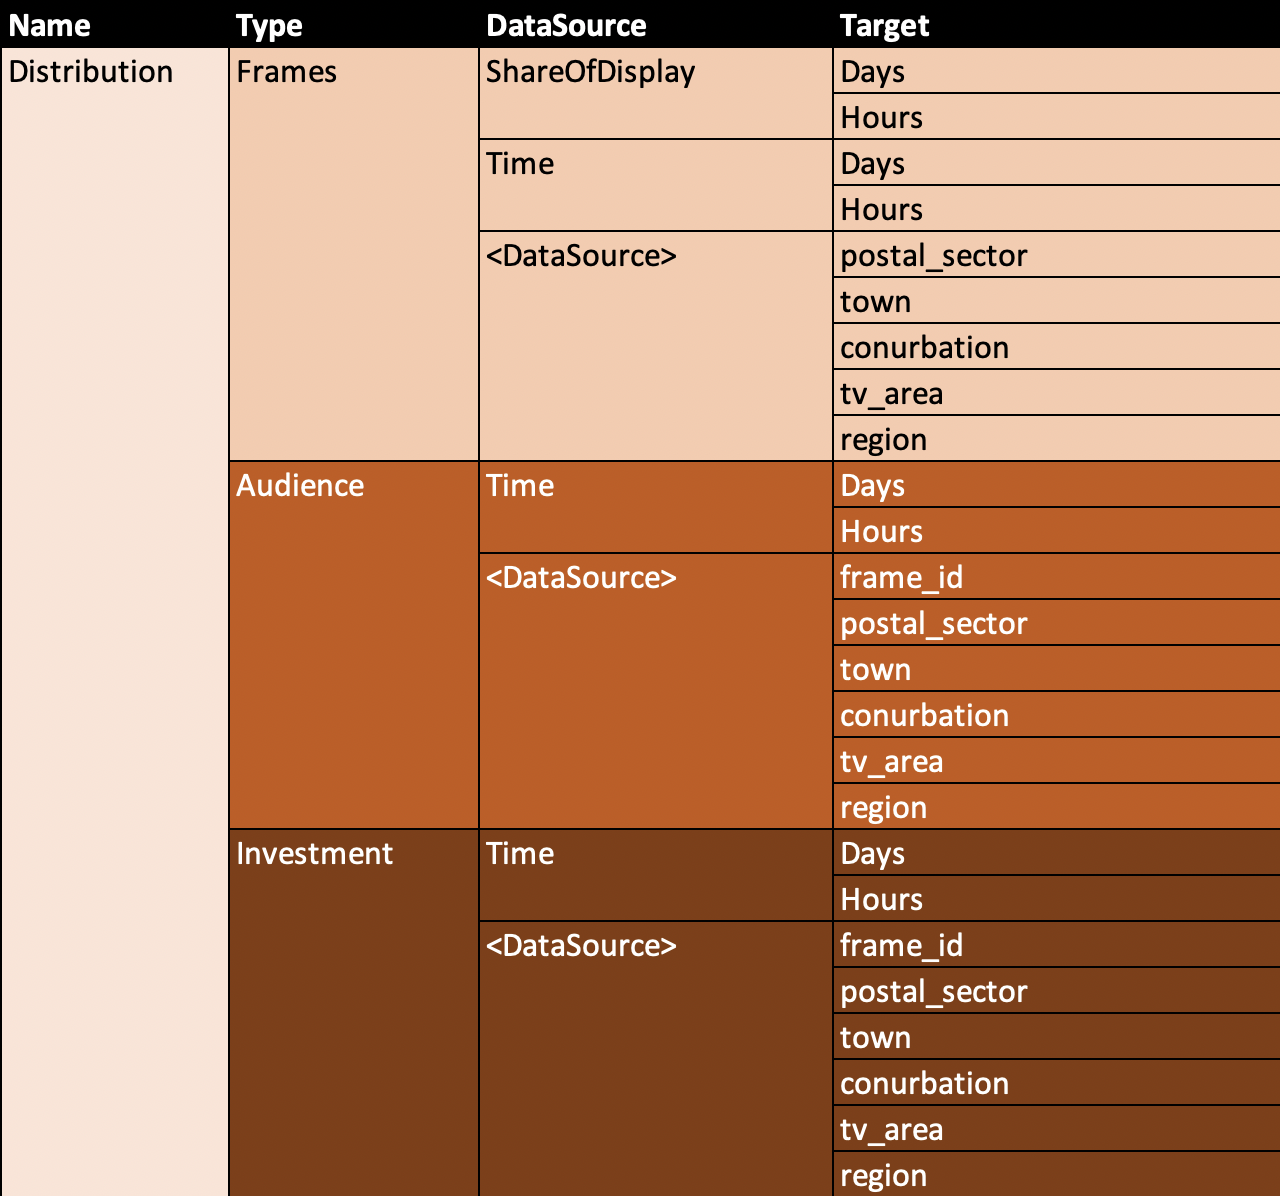 Name Type DataSource Target
Distribution Frames ShareOfDisplay Days
Hours
Time Days
Hours
<DataSource> postal_sector
town
conurbation
tv_area
region
Audience Time Days
Hours
<DataSource> frame_id
postal_sector
town
conurbation
tv_area
region
Investment Time Days
Hours
<DataSource> frame_id
postal_sector
town
conurbation
tv_area
region